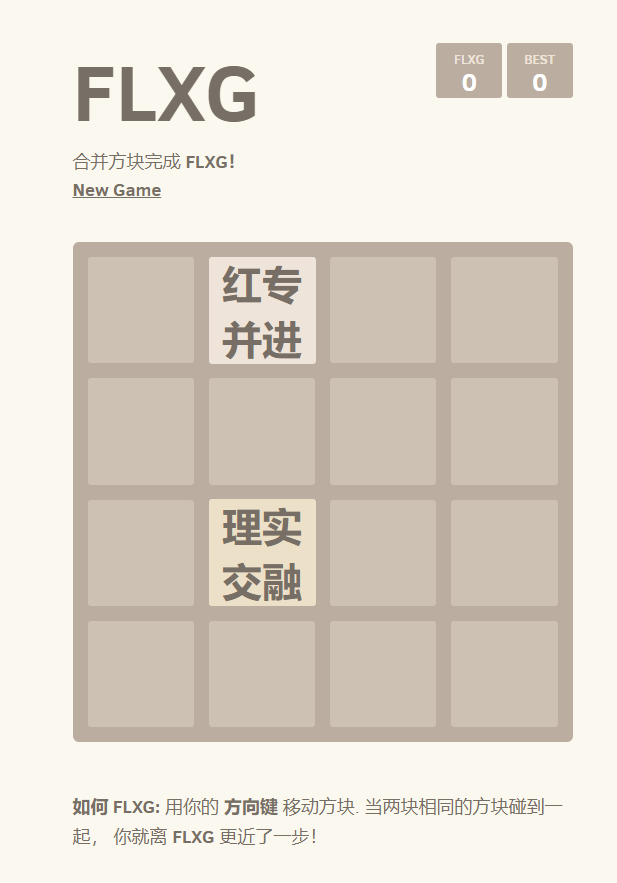 FLXG
FLXG
0
BEST
0
合并方块完成 FLXG!
New Game
红专
并进
理实
交融
如何 FLXG: 用你的 方向键 移动方块. 当两块相同的方块碰到一
起， 你就离 FLXG 更近了一步!